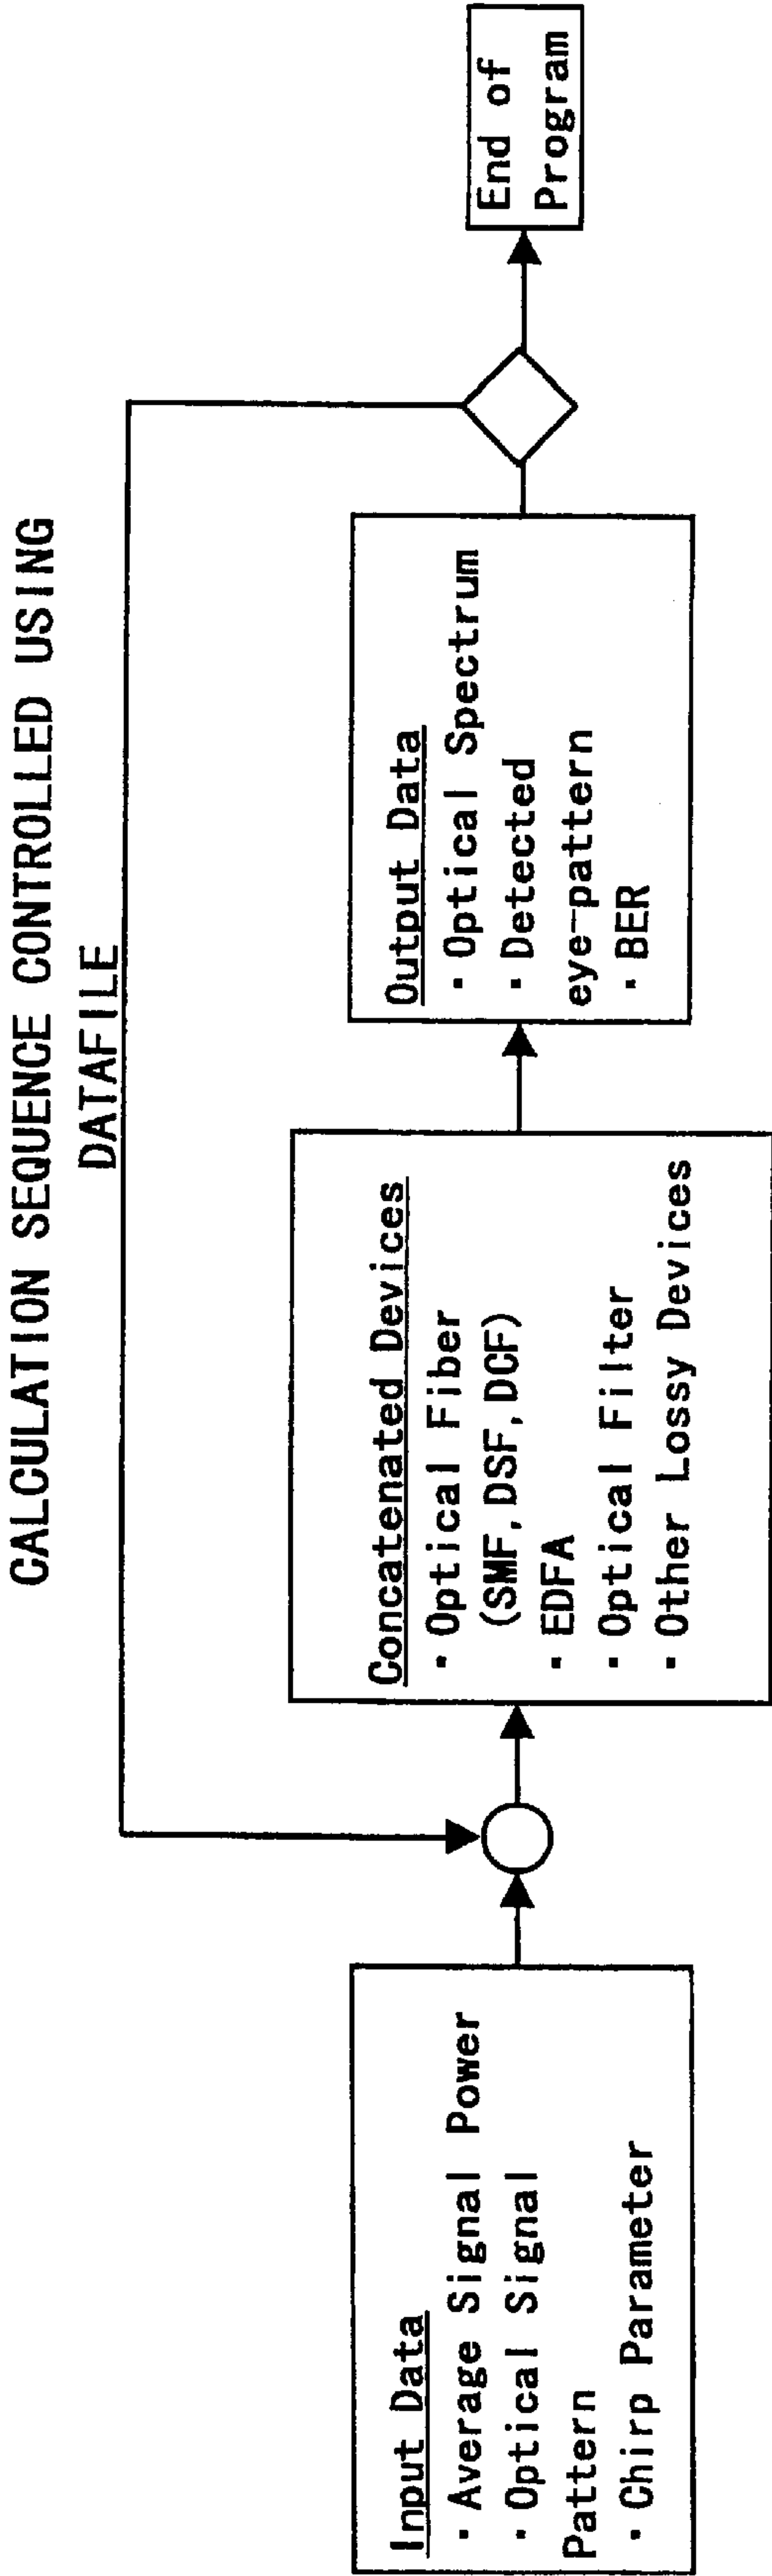 CALCULATION SEQUENCE CONTROLLED USING
DATAFILE
Input Data
· Average Signal Power
· Optical Signal
Pattern
· Chirp Parameter
Concatenated Devices
· Optical Fiber
(SMF, DSF, DCF)
· EDFA
· Optical Filter
· Other Lossy Devices
Output Data
· Optical Spectrum
· Detected
eye-pattern
· BER
End of
Program